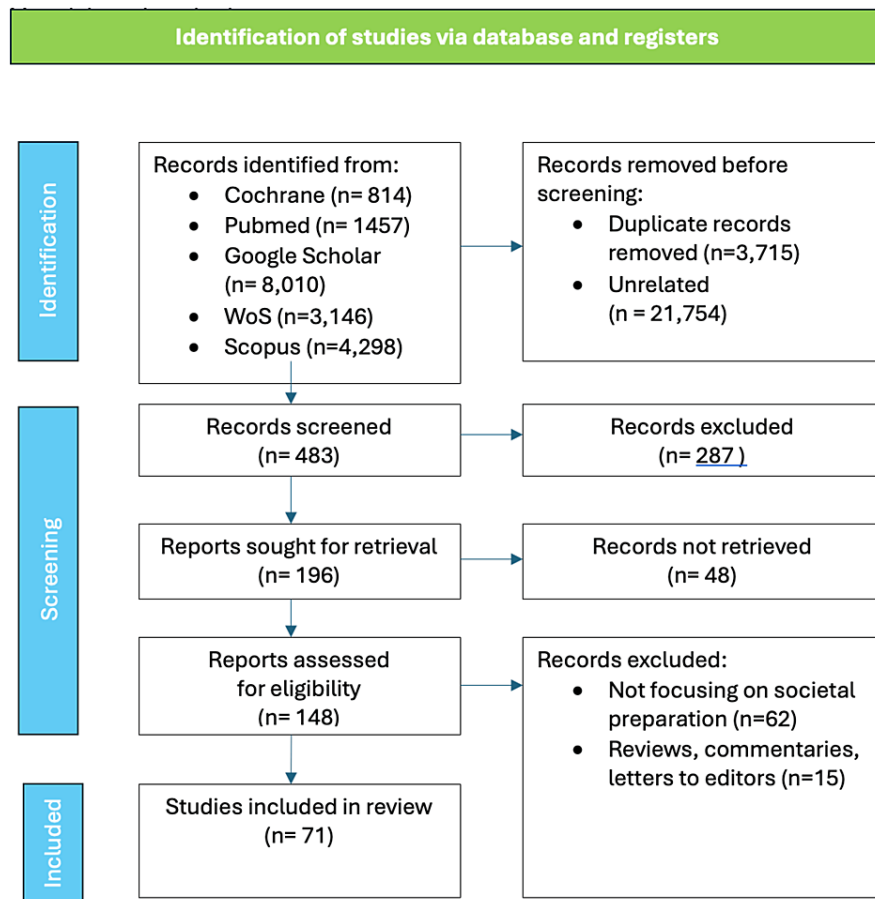 Identification of studies via database and registers
Identification
Records identified from:
• Cochrane (n= 814)
• Pubmed (n= 1457)
• Google Scholar
(n= 8,010)
• WoS (n=3,146)
• Scopus (n=4,298)
Records removed before
screening:
• Duplicate records
removed (n=3,715)
• Unrelated
(n = 21,754)
Screening
Records screened
(n= 483)
Records excluded
(n= 287 )
Reports sought for retrieval
(n= 196)
Records not retrieved
(n= 48)
Reports assessed
for eligibility
(n= 148)
Records excluded:
• Not focusing on societal
preparation (n=62)
• Reviews, commentaries,
letters to editors (n=15)
Included
Studies included in review
(n= 71)